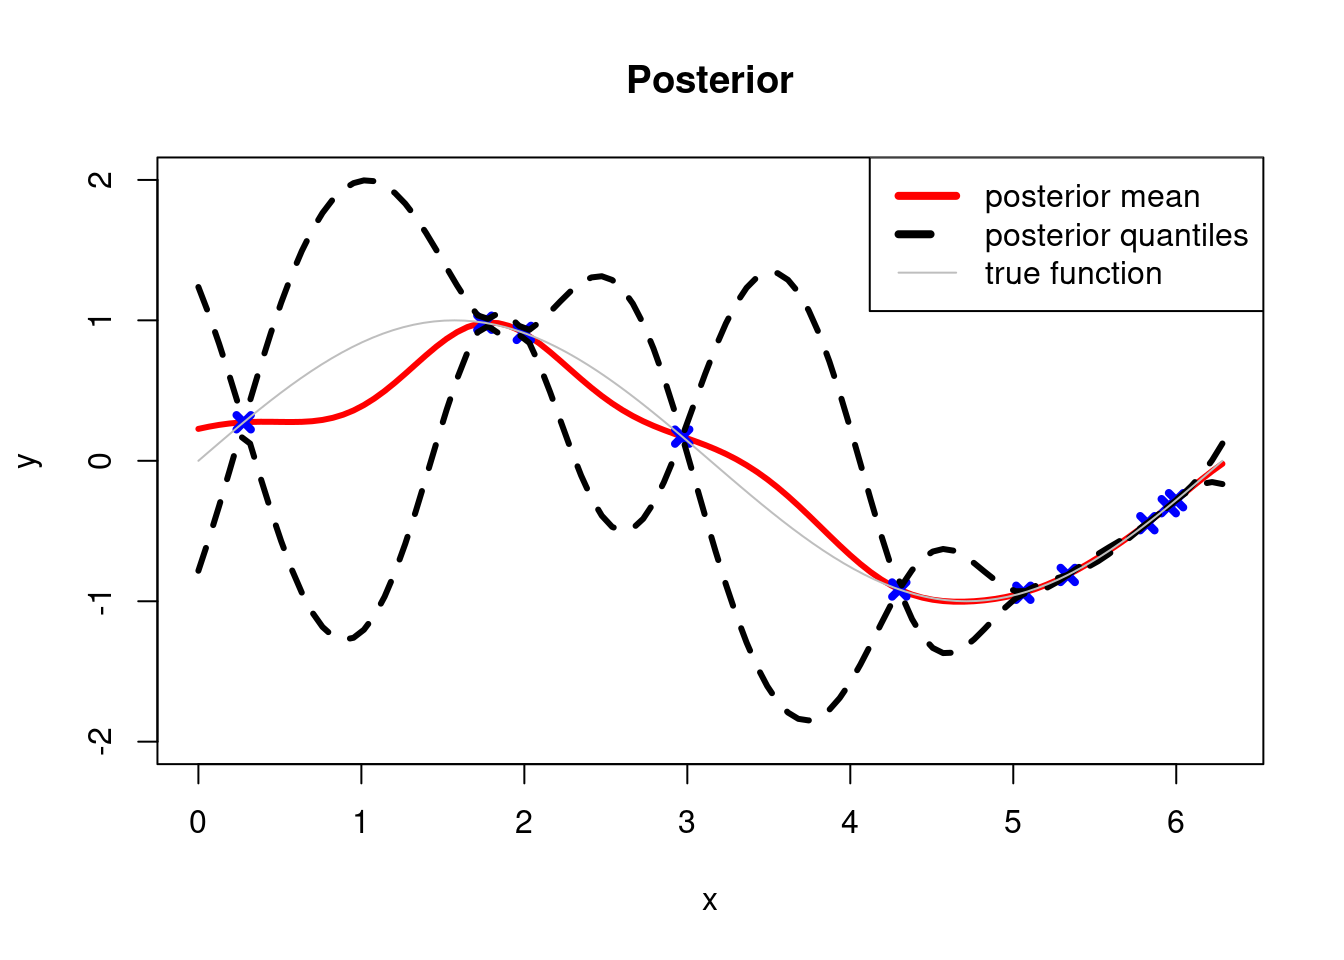 Posterior
posterior mean
posterior quantiles
true function
y
2
1
0
-1
-2
0 1 2 3 4 5 6
x